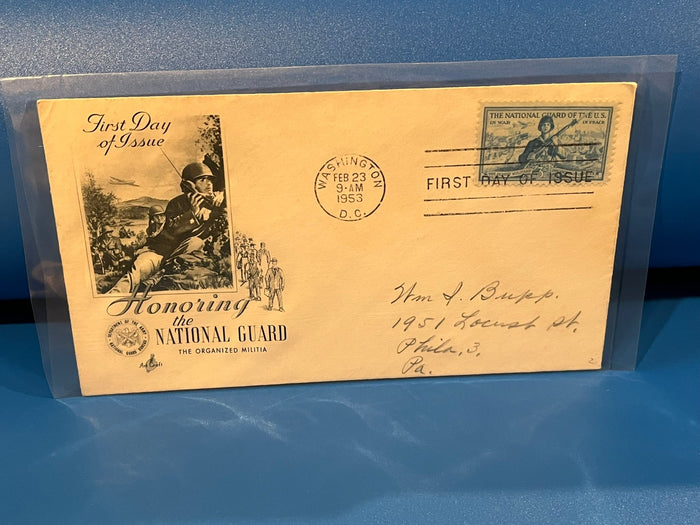 First Day
of Issue
Honoring
the
NATIONAL GUARD
THE ORGANIZED MILITIA
ArtCraft
WASHINGTON
FEB 23
9-AM
1953
D.C.
THE NATIONAL GUARD OF THE U.S.
IN WAR IN PEACE
FIRST DAY OF ISSUE
Wm J. Bupp.
1951 Locust St,
Phila, 3,
Pa.
2